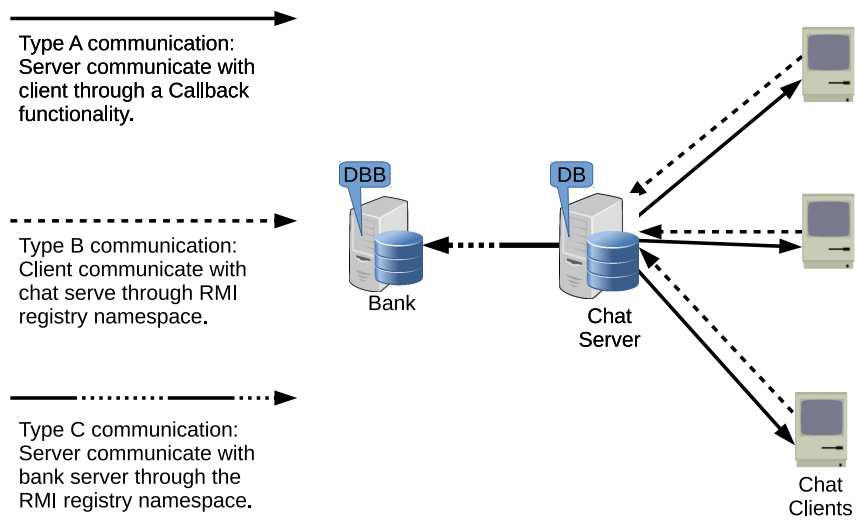 Type A communication:
Server communicate with
client through a Callback
functionality.
DBB
DB
Type B communication:
Client communicate with
chat serve through RMI
registry namespace.
Bank
Chat
Server
Type C communication:
Server communicate with
bank server through the
RMI registry namespace.
Chat
Clients